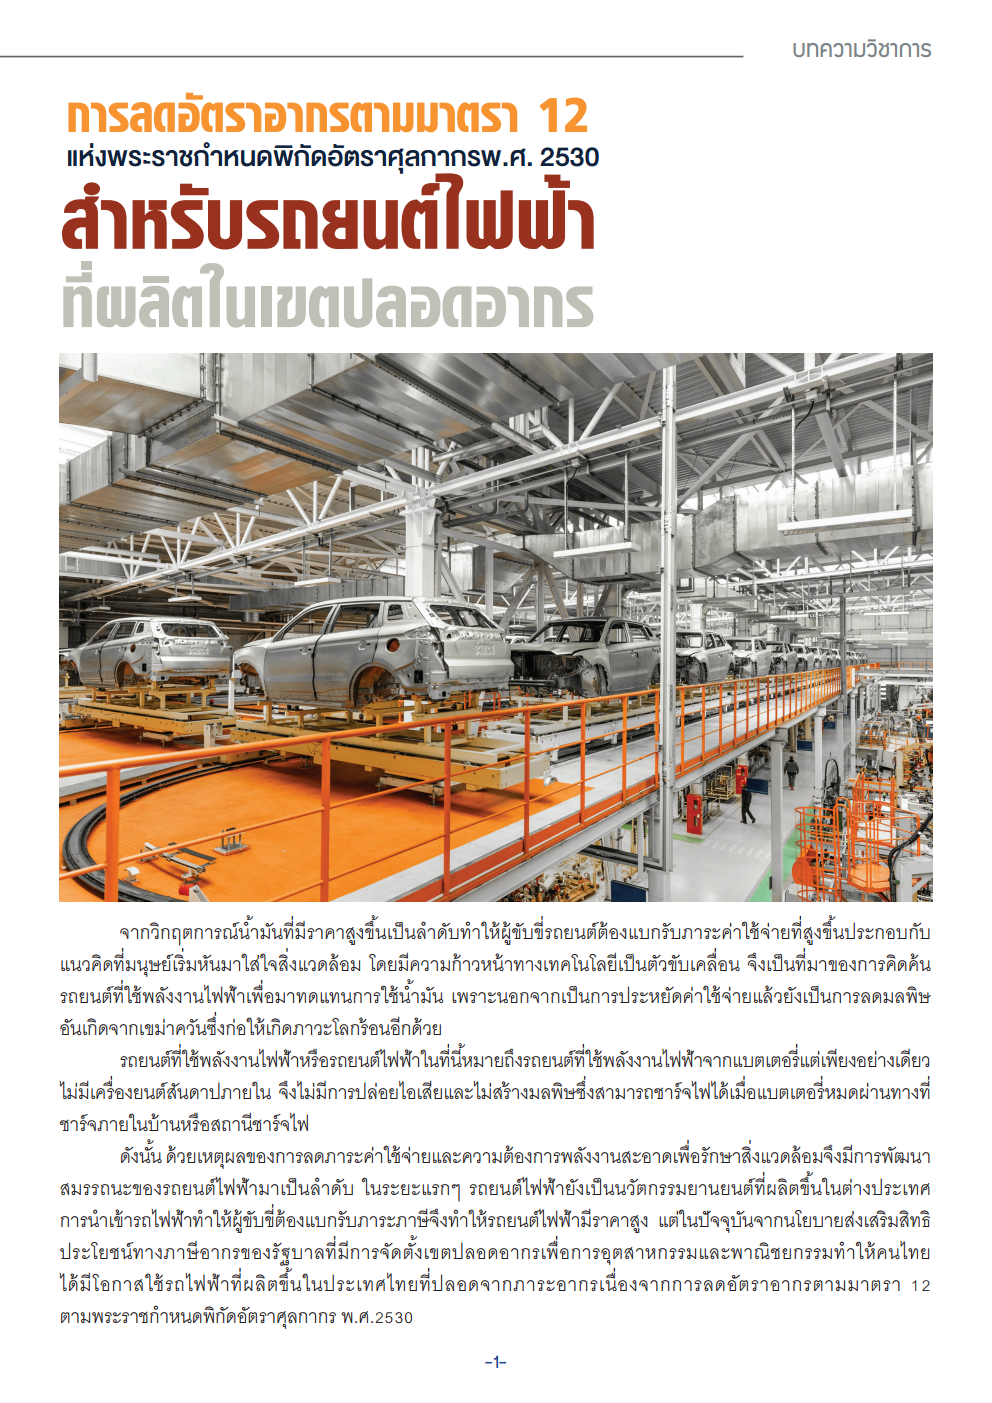 บทความวิชาการ
การลดอัตราอากรตามมาตรา 12
แห่งพระราชกำหนดพิกัดอัตราศุลกากรพ.ศ. 2530
สำหรับรถยนต์ไฟฟ้า
ที่ผลิตในเขตปลอดอากร
จากวิกฤตการณ์น้ำมันที่มีราคาสูงขึ้นเป็นลำดับทำให้ผู้ขับขี่รถยนต์ต้องแบกรับภาระค่าใช้จ่ายที่สูงขึ้นประกอบกับ
แนวคิดที่มนุษย์เริ่มหันมาใส่ใจสิ่งแวดล้อม โดยมีความก้าวหน้าทางเทคโนโลยีเป็นตัวขับเคลื่อน จึงเป็นที่มาของการคิดค้น
รถยนต์ที่ใช้พลังงานไฟฟ้าเพื่อมาทดแทนการใช้น้ำมัน เพราะนอกจากเป็นการประหยัดค่าใช้จ่ายแล้วยังเป็นการลดมลพิษ
อันเกิดจากเขม่าควันซึ่งก่อให้เกิดภาวะโลกร้อนอีกด้วย
รถยนต์ที่ใช้พลังงานไฟฟ้าหรือรถยนต์ไฟฟ้าในที่นี้หมายถึงรถยนต์ที่ใช้พลังงานไฟฟ้าจากแบตเตอรี่แต่เพียงอย่างเดียว
ไม่มีเครื่องยนต์สันดาปภายใน จึงไม่มีการปล่อยไอเสียและไม่สร้างมลพิษซึ่งสามารถชาร์จไฟได้เมื่อแบตเตอรี่หมดผ่านทางที่
ชาร์จภายในบ้านหรือสถานีชาร์จไฟ
ดังนั้น ด้วยเหตุผลของการลดภาระค่าใช้จ่ายและความต้องการพลังงานสะอาดเพื่อรักษาสิ่งแวดล้อมจึงมีการพัฒนา
สมรรถนะของรถยนต์ไฟฟ้ามาเป็นลำดับ ในระยะแรกๆ รถยนต์ไฟฟ้ายังเป็นนวัตกรรมยานยนต์ที่ผลิตขึ้นในต่างประเทศ
การนำเข้ารถไฟฟ้าทำให้ผู้ขับขี่ต้องแบกรับภาระภาษีจึงทำให้รถยนต์ไฟฟ้ามีราคาสูง แต่ในปัจจุบันจากนโยบายส่งเสริมสิทธิ
ประโยชน์ทางภาษีอากรของรัฐบาลที่มีการจัดตั้งเขตปลอดอากรเพื่อการอุตสาหกรรมและพาณิชยกรรมทำให้คนไทย
ได้มีโอกาสใช้รถไฟฟ้าที่ผลิตขึ้นในประเทศไทยที่ปลอดจากภาระอากรเนื่องจากการลดอัตราอากรตามมาตรา 12
ตามพระราชกำหนดพิกัดอัตราศุลกากร พ.ศ.2530
-1-